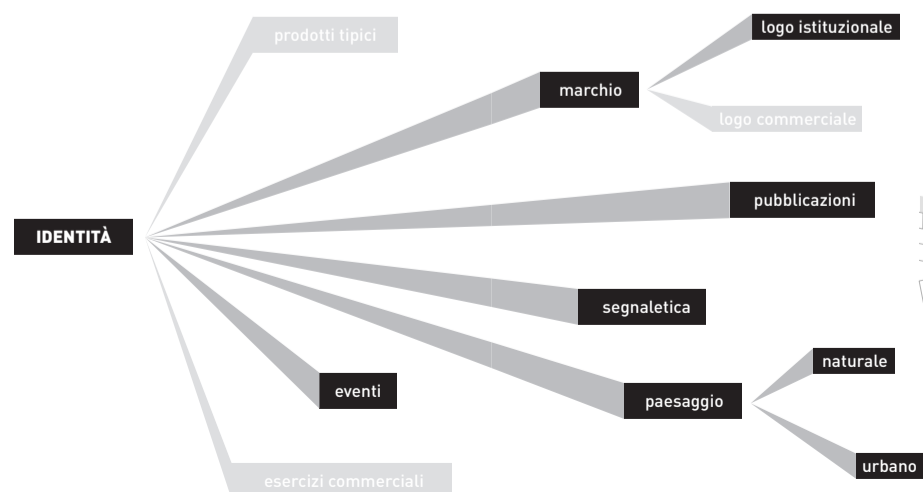 prodotti tipici
logo istituzionale
marchio
logo commerciale
pubblicazioni
IDENTITÀ
segnaletica
naturale
eventi
paesaggio
urbano
esercizi commerciali